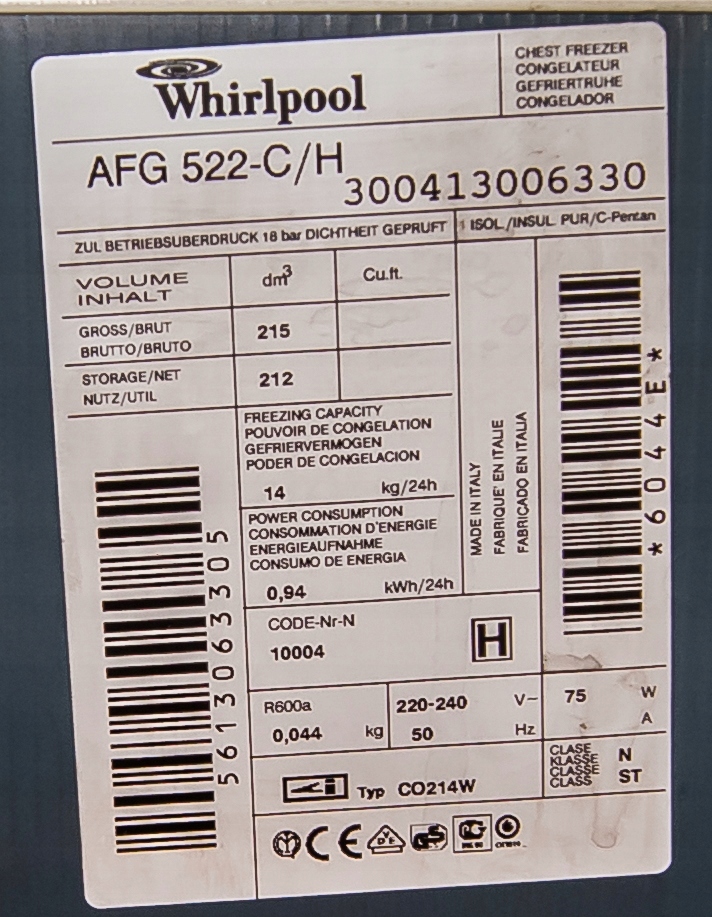 Whirlpool
CHEST FREEZER
CONGELATEUR
GEFRIERTRUHE
CONGELADOR
AFG 522-C/H
300413006330
ZUL BETRIEBSUBERDRUCK 18 bar DICHTHEIT GEPRUFT
ISOL./INSUL PUR/C-Pentan
VOLUME
INHALT
dm³
Cu.ft.
GROSS/BRUT
BRUTTO/BRUTO
215
STORAGE/NET
NUTZ/UTIL
212
FREEZING CAPACITY
POUVOIR DE CONGELATION
GEFRIERVERMOGEN
PODER DE CONGELACION
14 kg/24h
POWER CONSUMPTION
CONSOMMATION D'ENERGIE
ENERGIEAUFNAHME
CONSUMO DE ENERGIA
0,94 kWh/24h
MADE IN ITALY
FABRIQUE' EN ITALIE
FABRICADO EN ITALIA
*6044E*
561306063305
CODE-Nr-N
10004
H
R600a
0,044 kg
220-240 V~
50 Hz
75 W
A
CLASE
KLASSE
CLASSE
CLASS
N
ST
Typ CO214W
CE
VDE
GS